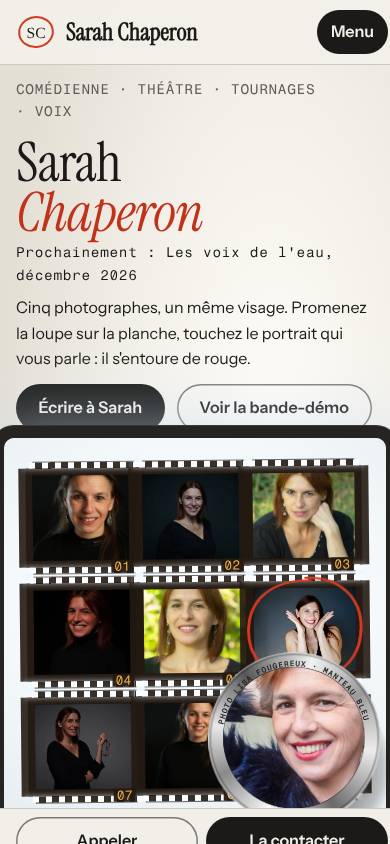 SC
Sarah Chaperon
Menu
COMÉDIENNE · THÉÂTRE · TOURNAGES
· VOIX
Sarah
Chaperon
Prochainement : Les voix de l'eau,
décembre 2026
Cinq photographes, un même visage. Promenez
la loupe sur la planche, touchez le portrait qui
vous parle : il s'entoure de rouge.
Écrire à Sarah
Voir la bande-démo
01
02
03
04
PHOTO LISA FOUGEREUX · MANTEAU BLEU
07
Appeler
La contacter